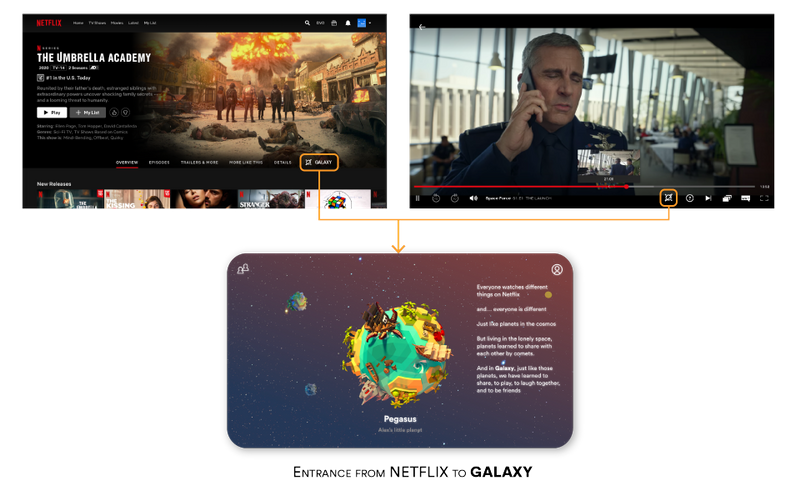 NETFLIX
Home TV Shows Movies Latest My List
KIDS
N SERIES
THE UMBRELLA ACADEMY
2020 TV-14 2 Seasons
#1 in the U.S. Today
Reunited by their father's death, estranged siblings with
extraordinary powers uncover shocking family secrets
and a looming threat to humanity.
Play + My List
Starring: Ellen Page, Tom Hopper, David Castañeda
Genres: Sci-Fi TV, TV Shows Based on Comics
This show is: Mind-Bending, Offbeat, Quirky
OVERVIEW EPISODES TRAILERS & MORE MORE LIKE THIS DETAILS GALAXY
New Releases
THE
KISSING
STRANGER
21:08
Space Force S1: E1 THE LAUNCH
Everyone watches different
things on Netflix
and... everyone is different
Just like planets in the cosmos
But living in the lonely space,
planets learned to share with
each other by comets.
And in Galaxy, just like those
planets, we have learned to
share, to play, to laugh together,
and to be friends
Pegasus
Alex's little planet
ENTRANCE FROM NETFLIX TO GALAXY